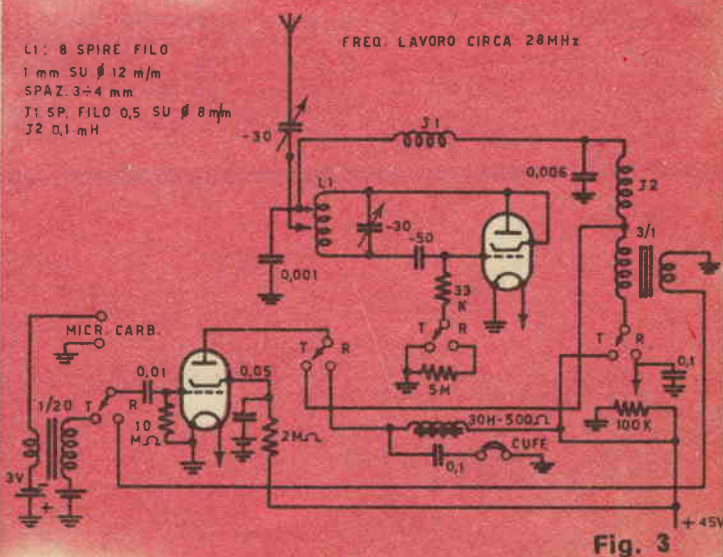 L1: 8 SPIRE FILO
1 mm SU Ø 12 m/m
SPAZ. 3÷4 mm
J1 SP. FILO 0,5 SU Ø 8 m/m
J2 0,1 mH
FREQ. LAVORO CIRCA 28MHz
-30
J1
0,006
J2
L1
-30
-50
3/1
0,001
33
K
T R
5M
T R
0,1
100K
MICR. CARB.
0,01
0,05
T R
1/20
T
R
10
MΩ
2MΩ
30H-500Ω
0,1
CUFFE
3V
-
+
+45V
Fig. 3